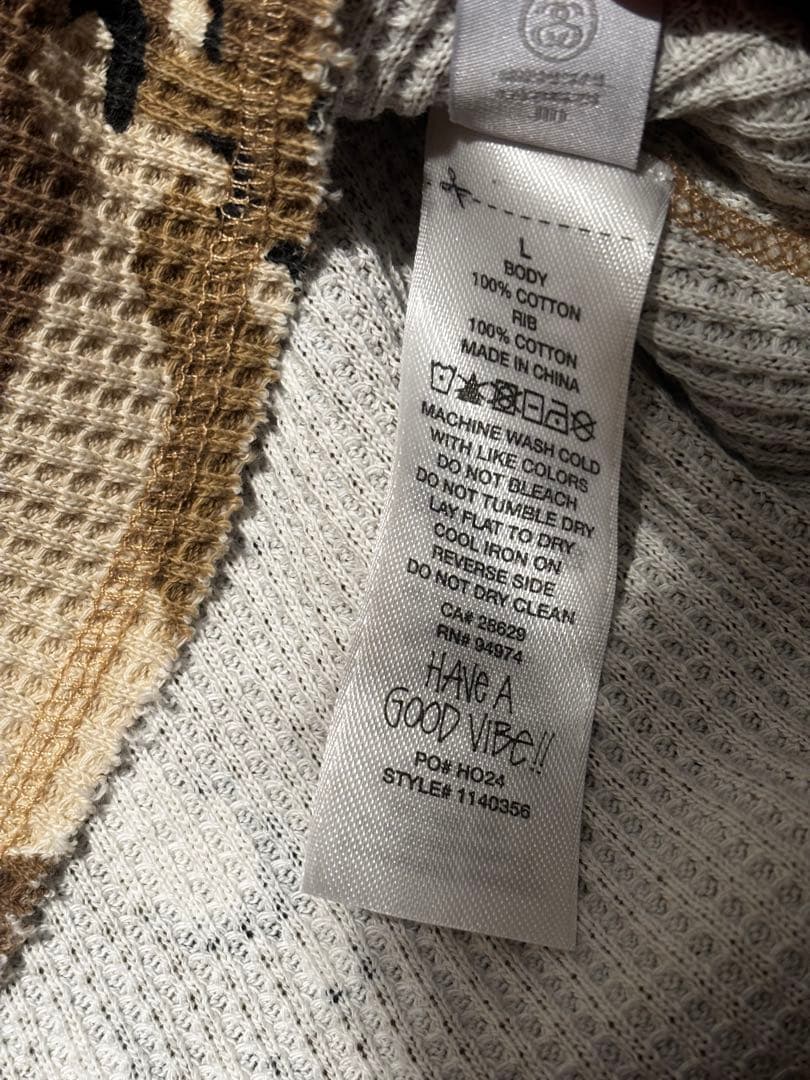 L
BODY
100% COTTON
RIB
100% COTTON
MADE IN CHINA
MACHINE WASH COLD
WITH LIKE COLORS
DO NOT BLEACH
DO NOT TUMBLE DRY
LAY FLAT TO DRY
COOL IRON ON
REVERSE SIDE
DO NOT DRY CLEAN
CA# 28629
RN# 94974
HAVE A
GOOD VIBE!!
PO# HO24
STYLE# 1140356